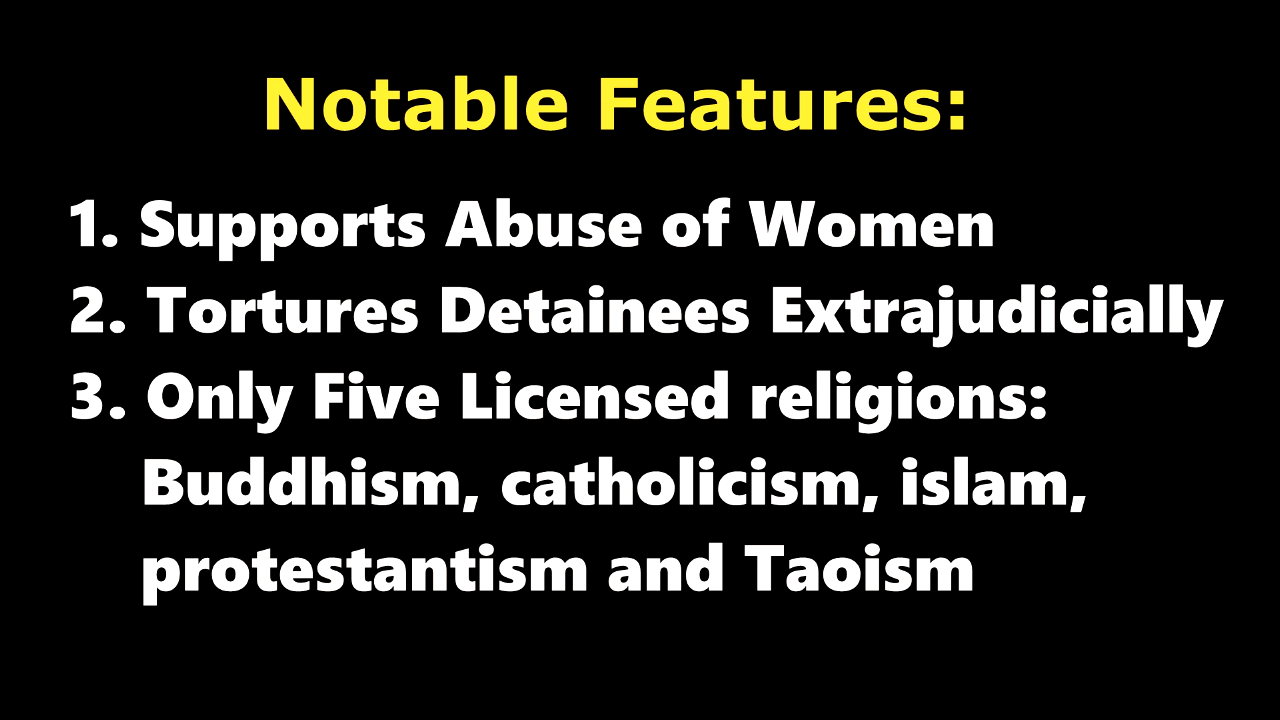 Notable Features:
1. Supports Abuse of Women
2. Tortures Detainees Extrajudicially
3. Only Five Licensed religions:
Buddhism, catholicism, islam,
protestantism and Taoism